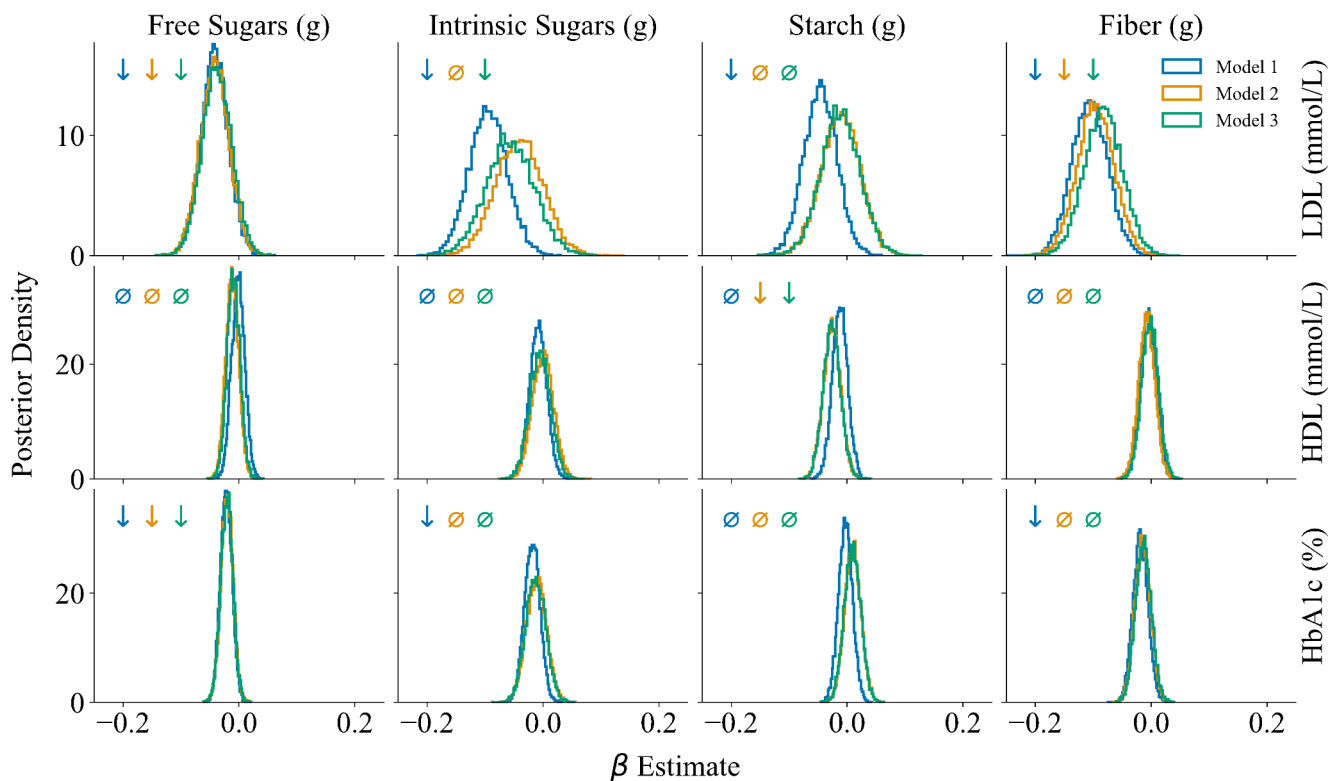 Free Sugars (g) Intrinsic Sugars (g) Starch (g) Fiber (g)
↓ ↓ ↓ ↓ ∅ ↓ ↓ ∅ ∅ ↓ ↓ ↓
Model 1
Model 2
Model 3
10
0
LDL (mmol/L)
∅ ∅ ∅ ∅ ∅ ∅ ∅ ↓ ↓ ∅ ∅ ∅
20
0
HDL (mmol/L)
Posterior Density
↓ ↓ ↓ ↓ ∅ ∅ ∅ ∅ ∅ ↓ ∅ ∅
20
0
HbA1c (%)
−0.2 0.0 0.2 −0.2 0.0 0.2 −0.2 0.0 0.2 −0.2 0.0 0.2
β Estimate